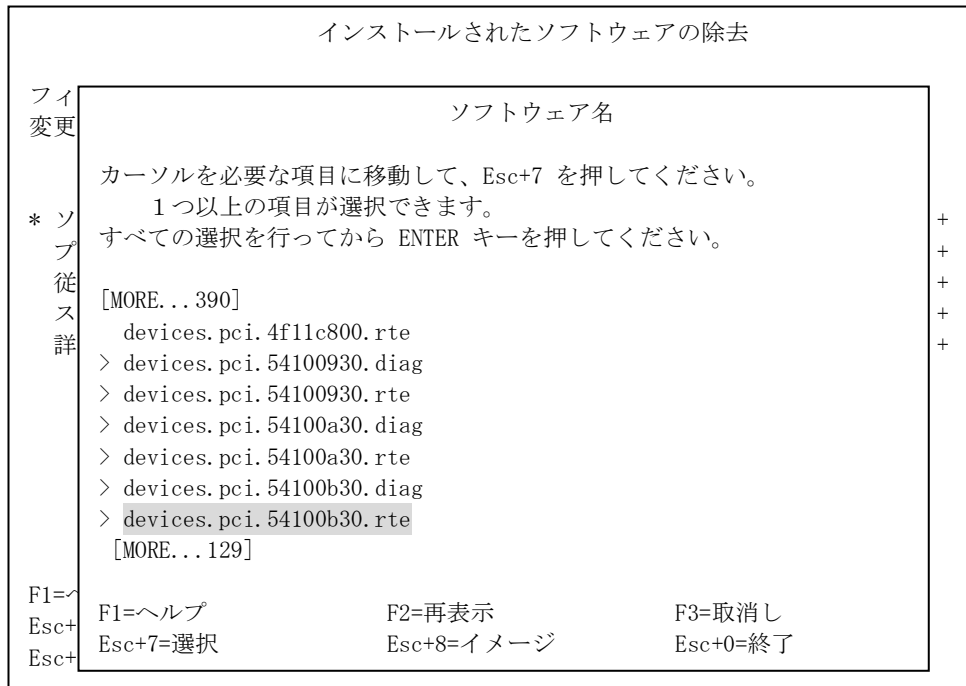 インストールされたソフトウェアの除去
フィ
変更
ソフトウェア名
カーソルを必要な項目に移動して、Esc+7 を押してください。
１つ以上の項目が選択できます。
* ソ +
すべての選択を行ってから ENTER キーを押してください。
プ +
従 +
[MORE...390]
ス +
devices.pci.4f11c800.rte
詳 +
> devices.pci.54100930.diag
> devices.pci.54100930.rte
> devices.pci.54100a30.diag
> devices.pci.54100a30.rte
> devices.pci.54100b30.diag
> devices.pci.54100b30.rte
[MORE...129]
F1=ヘ
F1=ヘルプ F2=再表示 F3=取消し
Esc+
Esc+7=選択 Esc+8=イメージ Esc+0=終了
Esc+